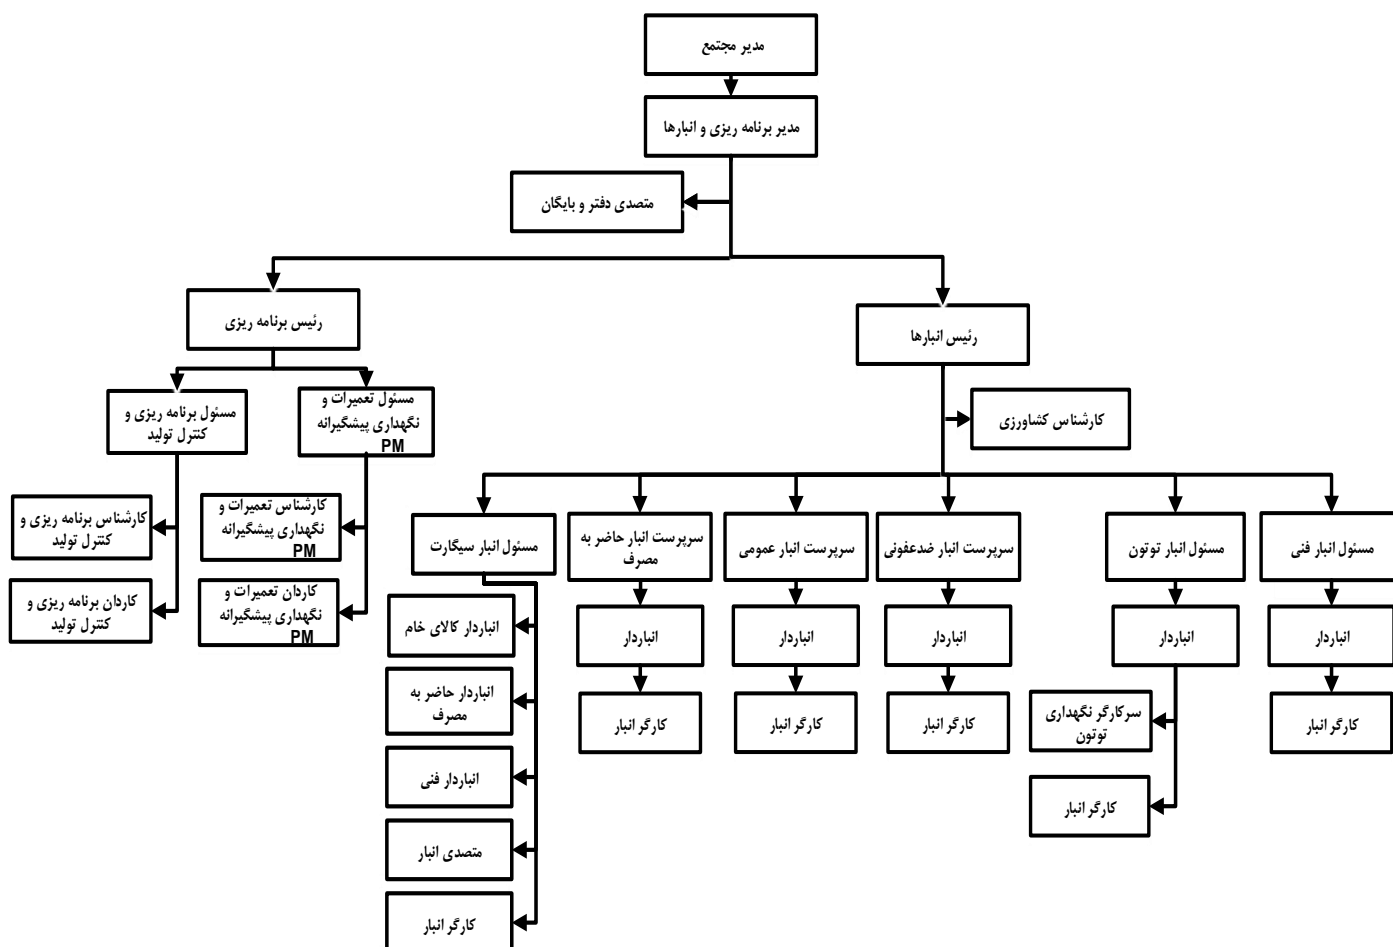 مدیر مجتمع
مدیر برنامه ریزی و انبارها
متصدی دفتر و بایگان
رئیس انبارها
رئیس برنامه ریزی
کارشناس کشاورزی
مسئول تعمیرات و
نگهداری پیشگیرانه
PM
مسئول برنامه ریزی و
کنترل تولید
کارشناس تعمیرات و
نگهداری پیشگیرانه
PM
کارشناس برنامه ریزی و
کنترل تولید
کاردان تعمیرات و
نگهداری پیشگیرانه
PM
کاردان برنامه ریزی و
کنترل تولید
مسئول انبار فنی
مسئول انبار توتون
سرپرست انبار ضدعفونی
سرپرست انبار عمومی
سرپرست انبار حاضر به
مصرف
مسئول انبار سیگارت
انباردار
انباردار
انباردار
انباردار
انباردار
انباردار کالای خام
کارگر انبار
سرکارگر نگهداری
توتون
کارگر انبار
کارگر انبار
کارگر انبار
انباردار حاضر به
مصرف
انباردار فنی
کارگر انبار
متصدی انبار
کارگر انبار